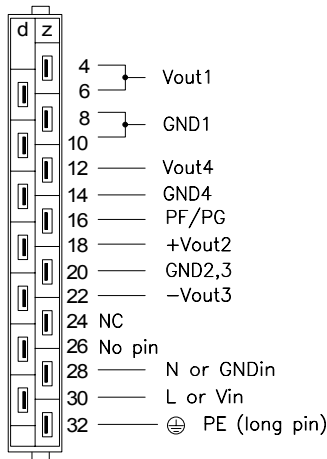 d z
4
Vout1
6
8
GND1
10
12 Vout4
14 GND4
16 PF/PG
18 +Vout2
20 GND2,3
22 −Vout3
24 NC
26 No pin
28 N or GNDin
30 L or Vin
32 PE (long pin)